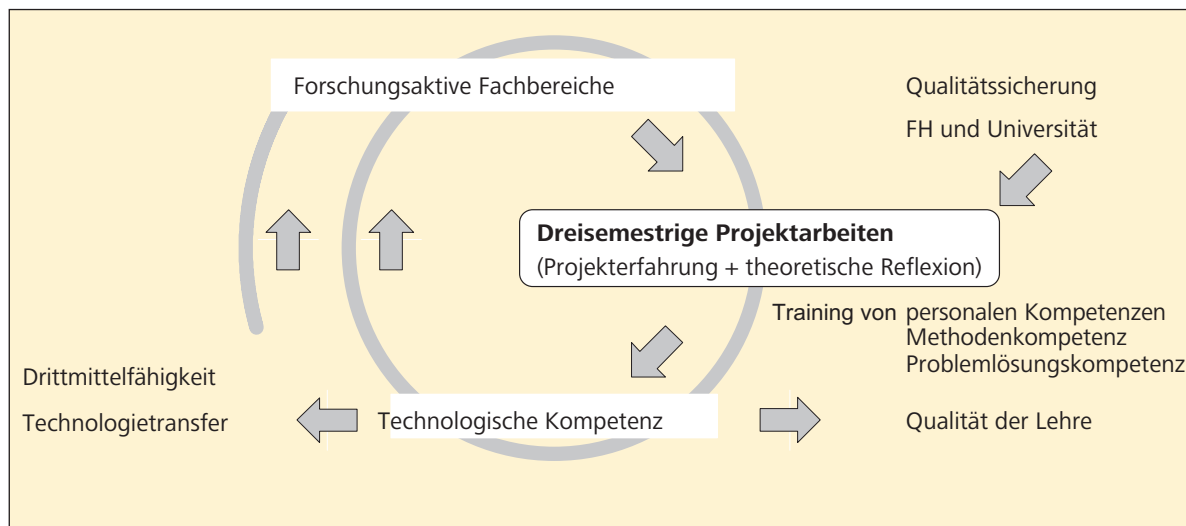 Forschungsaktive Fachbereiche
Qualitätssicherung
FH und Universität
Dreisemestrige Projektarbeiten
(Projekterfahrung + theoretische Reflexion)
Training von personalen Kompetenzen
Methodenkompetenz
Problemlösungskompetenz
Drittmittelfähigkeit
Technologietransfer
Technologische Kompetenz
Qualität der Lehre